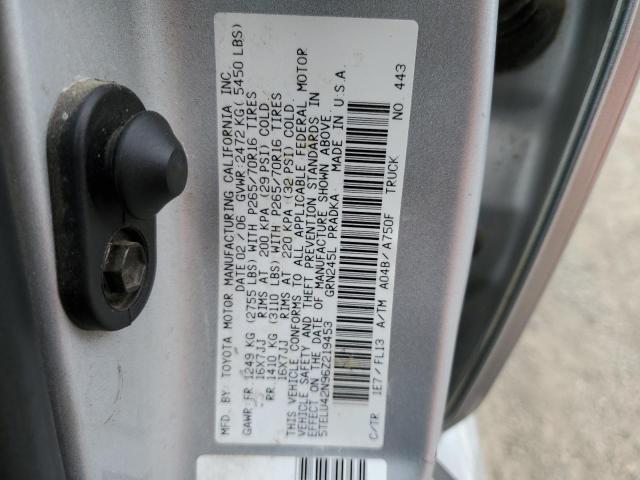 MFD. BY: TOYOTA MOTOR MANUFACTURING CALIFORNIA, INC.
DATE: 02/06 GVWR: 2472 KG( 5450 LBS)
GAWR FR 1249 KG (2755 LBS) WITH P265/70R16 TIRES
16X7JJ RIMS AT 200 KPA (29 PSI) COLD.
RR 1410 KG (3110 LBS) WITH P265/70R16 TIRES
16X7JJ RIMS AT 220 KPA (32 PSI) COLD.
THIS VEHICLE CONFORMS TO ALL APPLICABLE FEDERAL MOTOR
VEHICLE SAFETY AND THEFT PREVENTION STANDARDS IN
EFFECT ON THE DATE OF MANUFACTURE SHOWN ABOVE
5TELU42N96Z219453 GRN245L PRADKA MADE IN U.S.A.
C/TR 1E7/FL13 A/TM A04B/A750F TRUCK
NO. 443